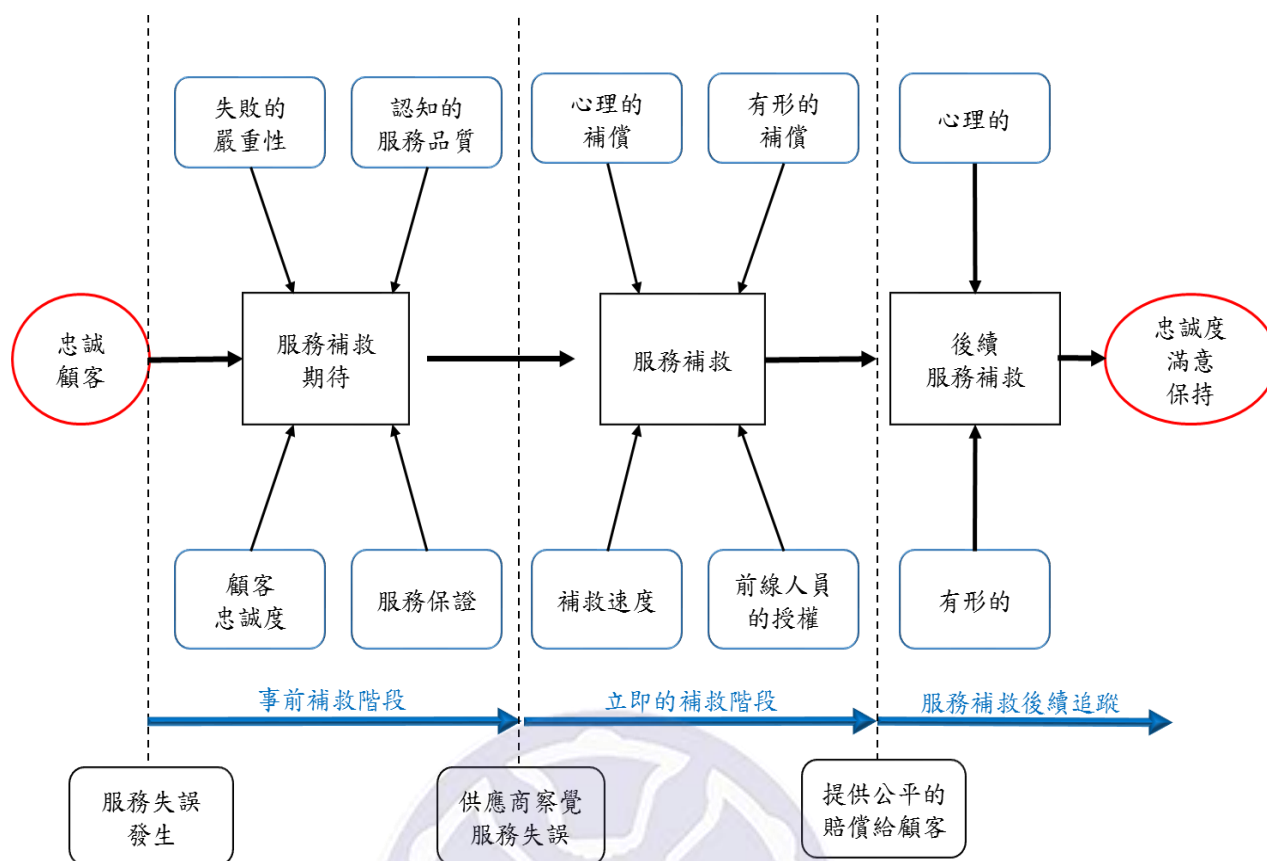 失敗的
嚴重性
認知的
服務品質
心理的
補償
有形的
補償
心理的
忠誠
顧客
服務補救
期待
服務補救
後續
服務補救
忠誠度
滿意
保持
顧客
忠誠度
服務保證
補救速度
前線人員
的授權
有形的
事前補救階段
立即的補救階段
服務補救後續追蹤
服務失誤
發生
供應商察覺
服務失誤
提供公平的
賠償給顧客